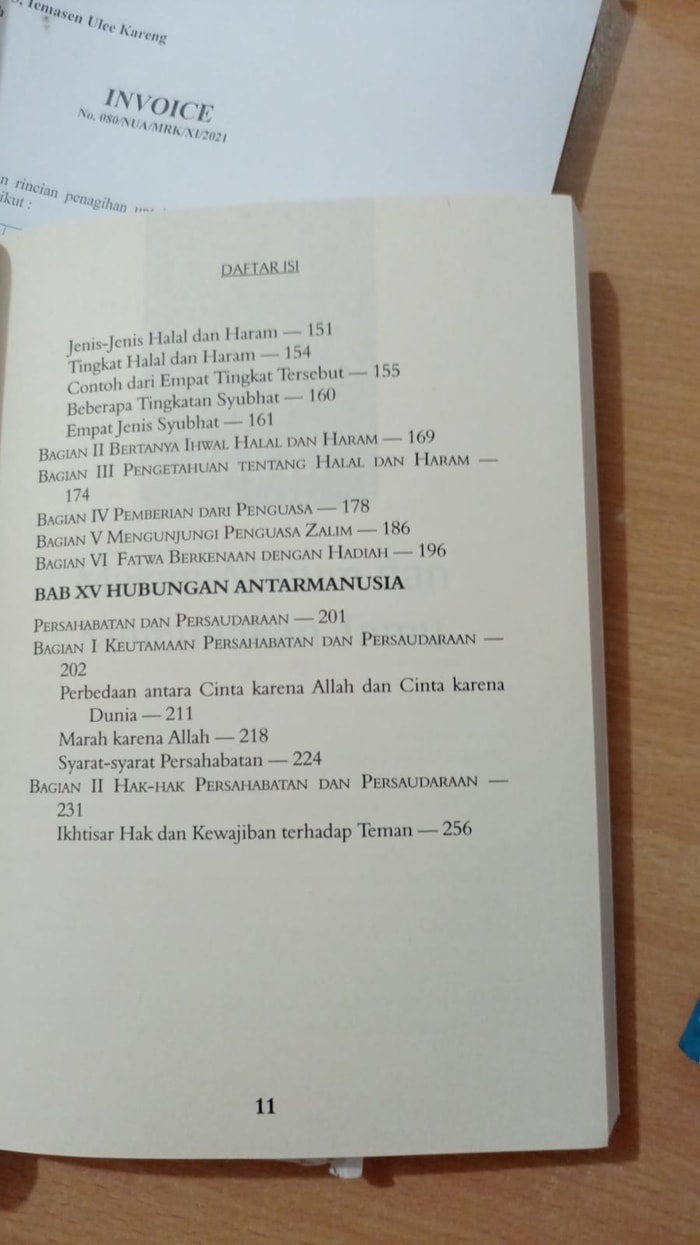 Temasen Ulee Kareng
INVOICE
No. 080/NUA/MRK/XI/2021
n rincian penagihan
ikut :
DAFTAR ISI
Jenis-Jenis Halal dan Haram — 151
Tingkat Halal dan Haram — 154
Contoh dari Empat Tingkat Tersebut — 155
Beberapa Tingkatan Syubhat — 160
Empat Jenis Syubhat — 161
BAGIAN II BERTANYA IHWAL HALAL DAN HARAM — 169
BAGIAN III PENGETAHUAN TENTANG HALAL DAN HARAM —
174
BAGIAN IV PEMBERIAN DARI PENGUASA — 178
BAGIAN V MENGUNJUNGI PENGUASA ZALIM — 186
BAGIAN VI FATWA BERKENAAN DENGAN HADIAH — 196
BAB XV HUBUNGAN ANTARMANUSIA
PERSAHABATAN DAN PERSAUDARAAN — 201
BAGIAN I KEUTAMAAN PERSAHABATAN DAN PERSAUDARAAN —
202
Perbedaan antara Cinta karena Allah dan Cinta karena
Dunia — 211
Marah karena Allah — 218
Syarat-syarat Persahabatan — 224
BAGIAN II HAK-HAK PERSAHABATAN DAN PERSAUDARAAN —
231
Ikhtisar Hak dan Kewajiban terhadap Teman — 256
11